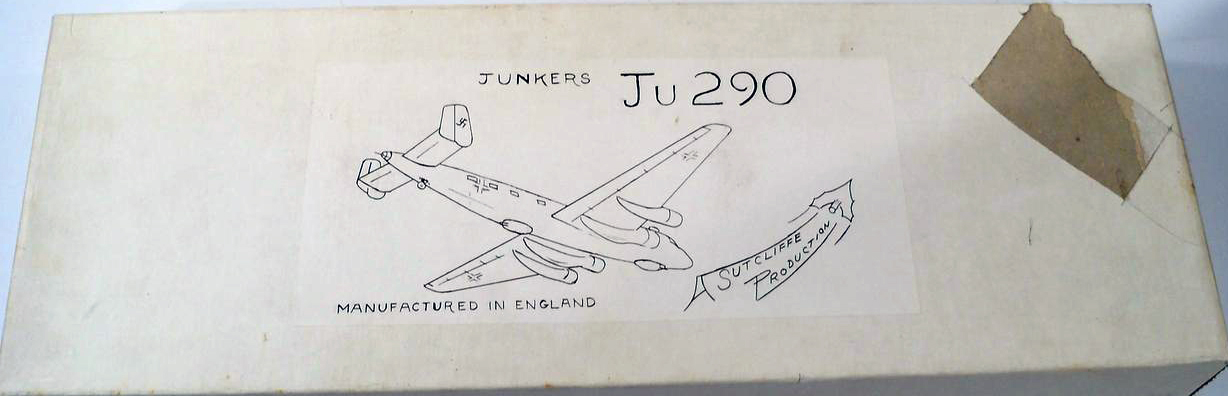 JUNKERS Ju 290
A SUTCLIFFE
PRODUCTION
MANUFACTURED IN ENGLAND